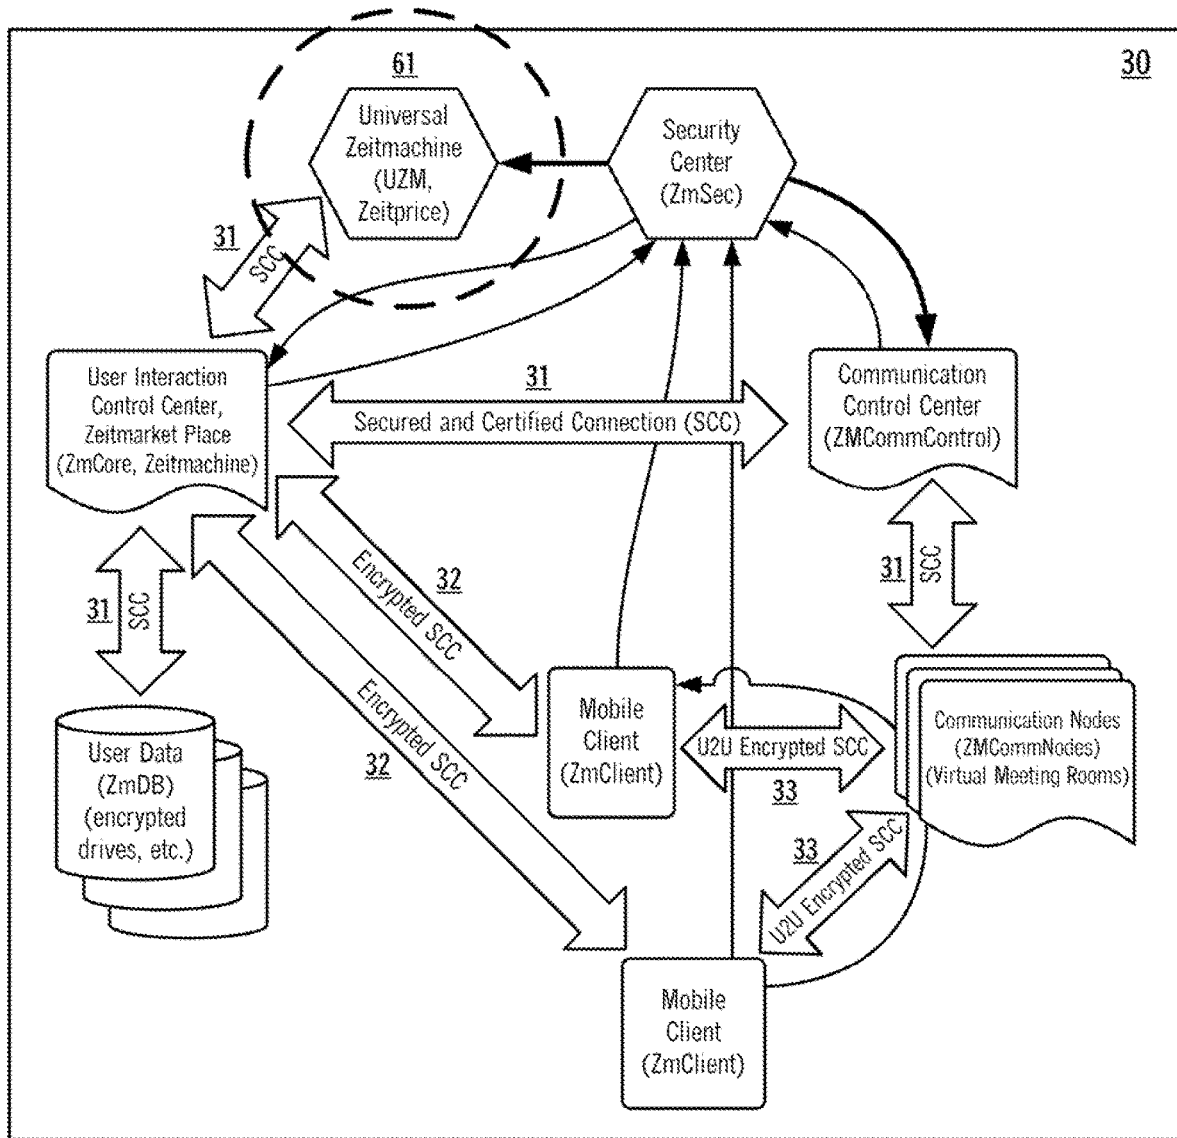 30
61
Universal
Zeitmachine
(UZM,
Zeitprice)
Security
Center
(ZmSec)
31
SCC
User Interaction
Control Center,
Zeitmarket Place
(ZmCore, Zeitmachine)
31
Secured and Certified Connection (SCC)
Communication
Control Center
(ZMCommControl)
31
SCC
31
SCC
32
Encrypted SCC
32
Encrypted SCC
User Data
(ZmDB)
(encrypted
drives, etc.)
Mobile
Client
(ZmClient)
U2U Encrypted SCC
33
Communication Nodes
(ZMCommNodes)
(Virtual Meeting Rooms)
33
U2U Encrypted SCC
Mobile
Client
(ZmClient)